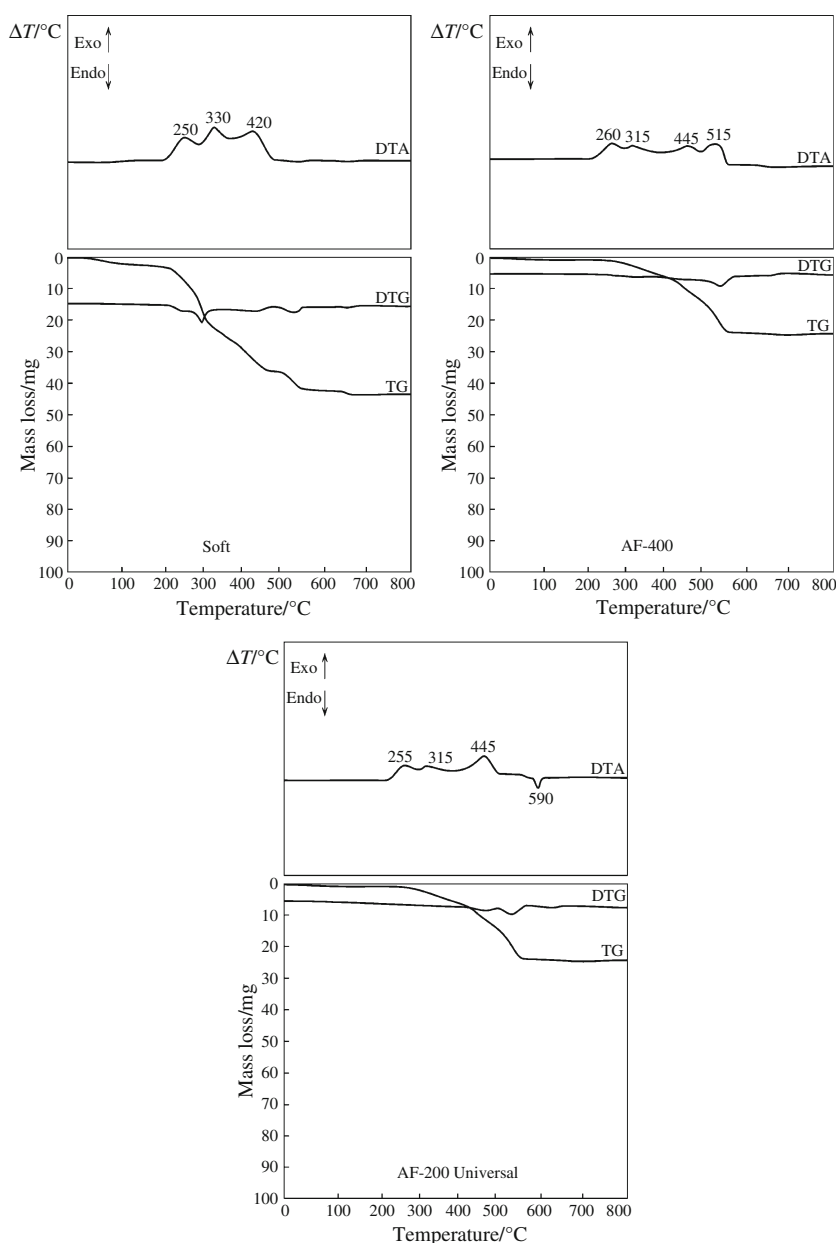 ΔT/°C
Exo
Endo
250
330
420
DTA
0
10
20
30
40
50
60
70
80
90
100
Mass loss/mg
DTG
TG
Soft
0 100 200 300 400 500 600 700 800
Temperature/°C
ΔT/°C
Exo
Endo
260 315 445 515
DTA
0
10
20
30
40
50
60
70
80
90
100
Mass loss/mg
DTG
TG
AF-400
0 100 200 300 400 500 600 700 800
Temperature/°C
ΔT/°C
Exo
Endo
255 315 445
DTA
590
0
10
20
30
40
50
60
70
80
90
100
Mass loss/mg
DTG
TG
AF-200 Universal
0 100 200 300 400 500 600 700 800
Temperature/°C